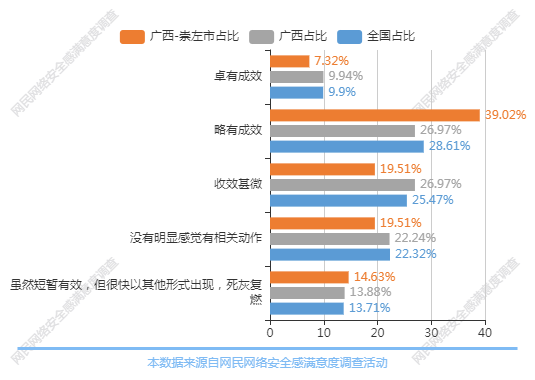 网民网络安全感满意度调查
网民网络安全感满意度调查
广西-崇左市占比 广西占比 全国占比
卓有成效
7.32%
9.94%
9.9%
略有成效
39.02%
26.97%
28.61%
收效甚微
19.51%
26.97%
25.47%
没有明显感觉有相关动作
19.51%
22.24%
22.32%
虽然短暂有效，但很快以其他形式出现，死灰复
燃
14.63%
13.88%
13.71%
0 10 20 30 40
网民网络安全感满意度调查
网民网络安全感满意度调查
本数据来源自网民网络安全感满意度调查活动